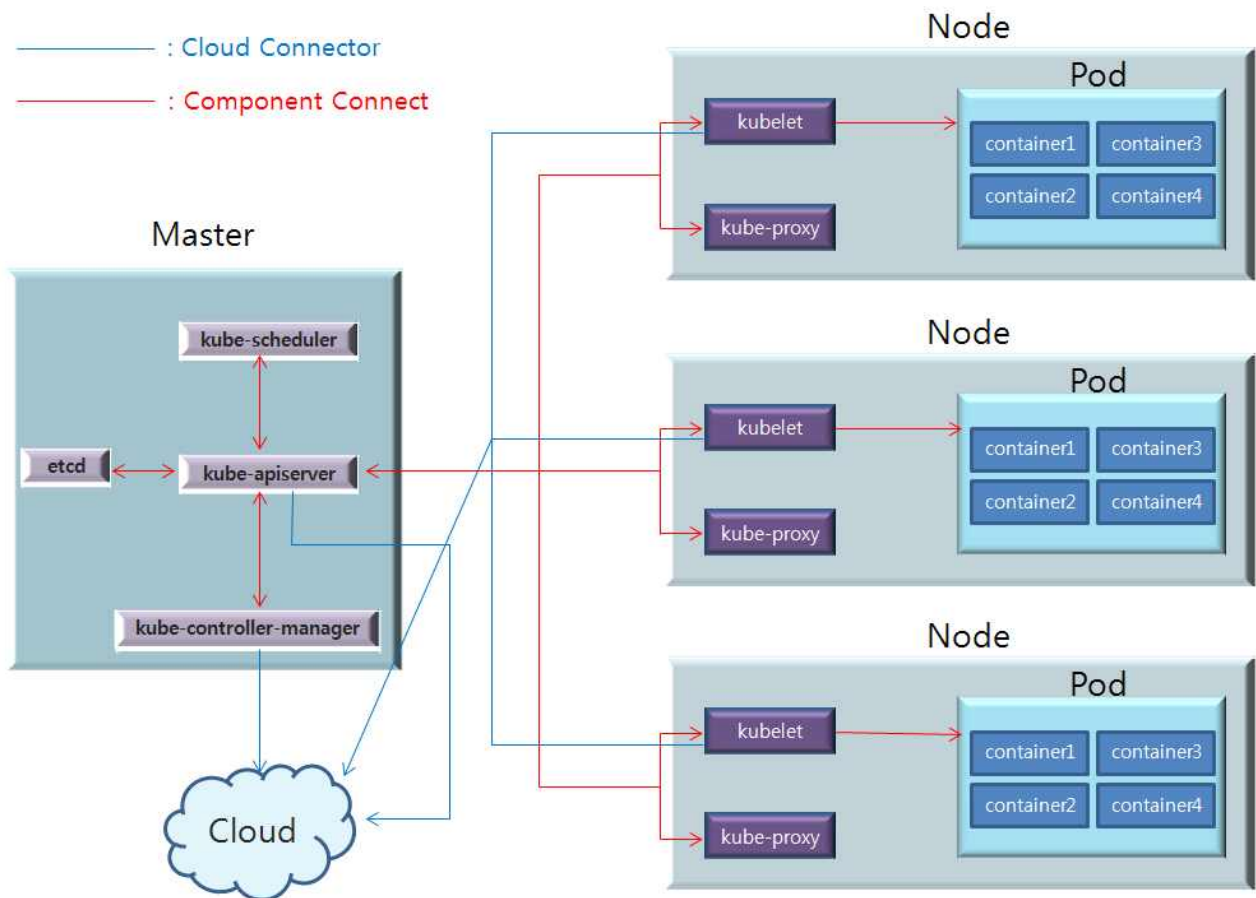 : Cloud Connector
: Component Connect
Master
kube-scheduler
etcd
kube-apiserver
kube-controller-manager
Cloud
Node
Pod
kubelet
kube-proxy
container1
container3
container2
container4
Node
Pod
kubelet
kube-proxy
container1
container3
container2
container4
Node
Pod
kubelet
kube-proxy
container1
container3
container2
container4